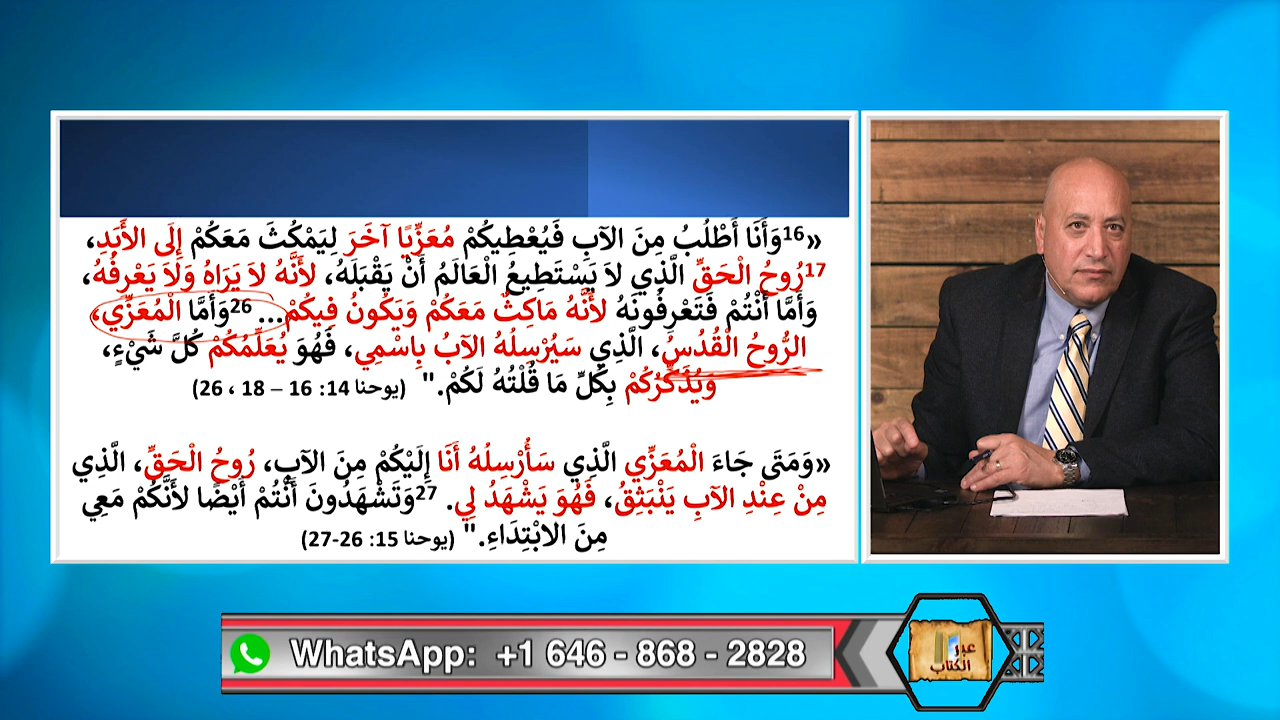 «16وَأَنَا أَطْلُبُ مِنَ الآبِ فَيُعْطِيكُمْ مُعَزِّيًا آخَرَ لِيَمْكُثَ مَعَكُمْ إِلَى الأَبَدِ،
17رُوحُ الْحَقِّ الَّذِي لاَ يَسْتَطِيعُ الْعَالَمُ أَنْ يَقْبَلَهُ، لأَنَّهُ لاَ يَرَاهُ وَلاَ يَعْرِفُهُ،
وَأَمَّا أَنْتُمْ فَتَعْرِفُونَهُ لأَنَّهُ مَاكِثٌ مَعَكُمْ وَيَكُونُ فِيكُمْ... 26وَأَمَّا الْمُعَزِّي،
الرُّوحُ الْقُدُسُ، الَّذِي سَيُرْسِلُهُ الآبُ بِاسْمِي، فَهُوَ يُعَلِّمُكُمْ كُلَّ شَيْءٍ،
وَيُذَكِّرُكُمْ بِكُلِّ مَا قُلْتُهُ لَكُمْ." (يوحنا 14: 16 – 18 ، 26)
«وَمَتَى جَاءَ الْمُعَزِّي الَّذِي سَأُرْسِلُهُ أَنَا إِلَيْكُمْ مِنَ الآبِ، رُوحُ الْحَقِّ، الَّذِي
مِنْ عِنْدِ الآبِ يَنْبَثِقُ، فَهُوَ يَشْهَدُ لِي. 27وَتَشْهَدُونَ أَنْتُمْ أَيْضًا لأَنَّكُمْ مَعِي
مِنَ الابْتِدَاءِ." (يوحنا 15: 26-27)
WhatsApp: +1 646 - 868 - 2828
عبر
الكتاب